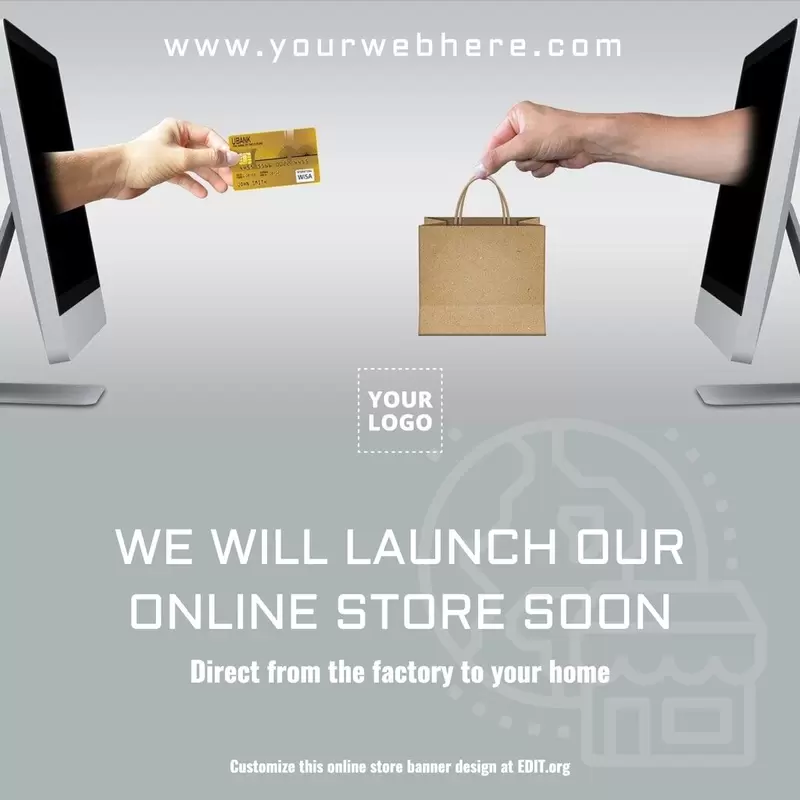 www.yourwebhere.com
UBANK
JOHN SMITH
WISA
YOUR
LOGO
WE WILL LAUNCH OUR
ONLINE STORE SOON
Direct from the factory to your home
Customize this online store banner design at EDIT.org